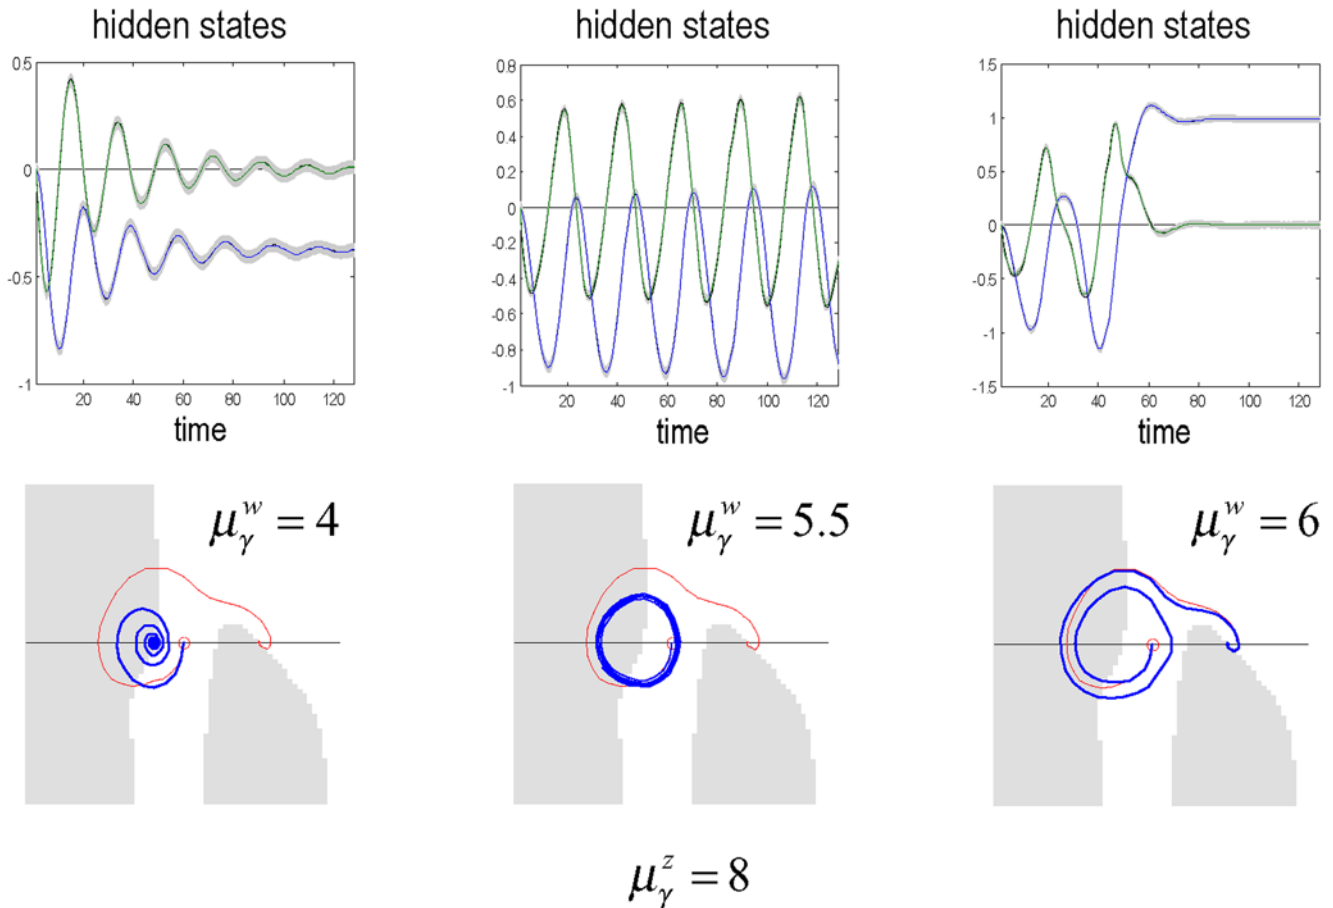 hidden states hidden states hidden states
0.5 0.8 1.5
0.6 1
0.4
0.2 0.5
0 0 0
-0.2
-0.5 -0.4 -0.5
-0.6 -1
-0.8
-1 -1 -1.5
20 40 60 80 100 120 20 40 60 80 100 120 20 40 60 80 100 120
time time time
μ_γ^w = 4 μ_γ^w = 5.5 μ_γ^w = 6
μ_γ^z = 8